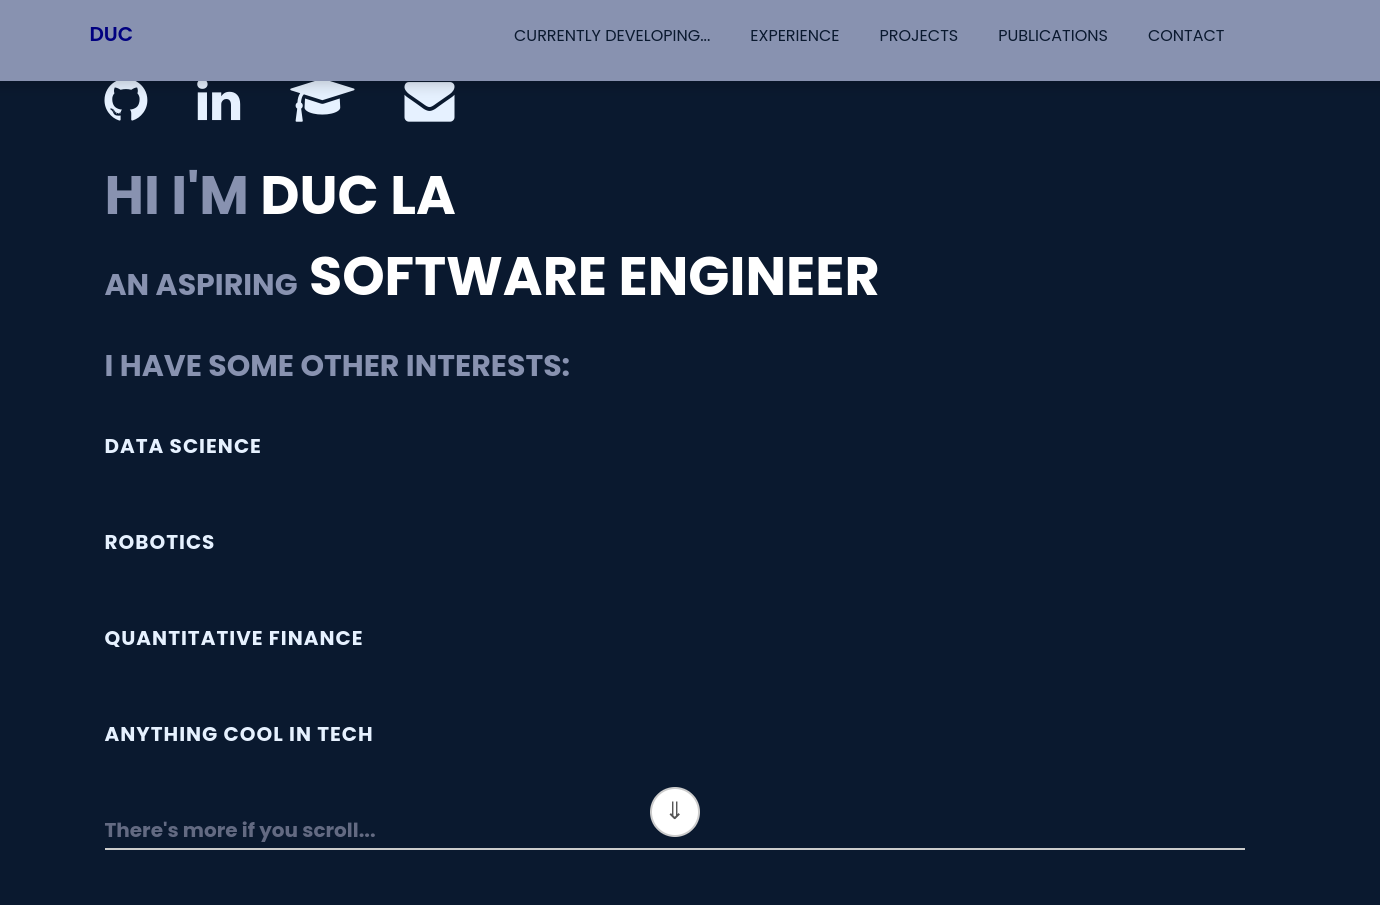 DUC
CURRENTLY DEVELOPING... EXPERIENCE PROJECTS PUBLICATIONS CONTACT
HI I'M DUC LA
AN ASPIRING SOFTWARE ENGINEER
I HAVE SOME OTHER INTERESTS:
DATA SCIENCE
ROBOTICS
QUANTITATIVE FINANCE
ANYTHING COOL IN TECH
There's more if you scroll...